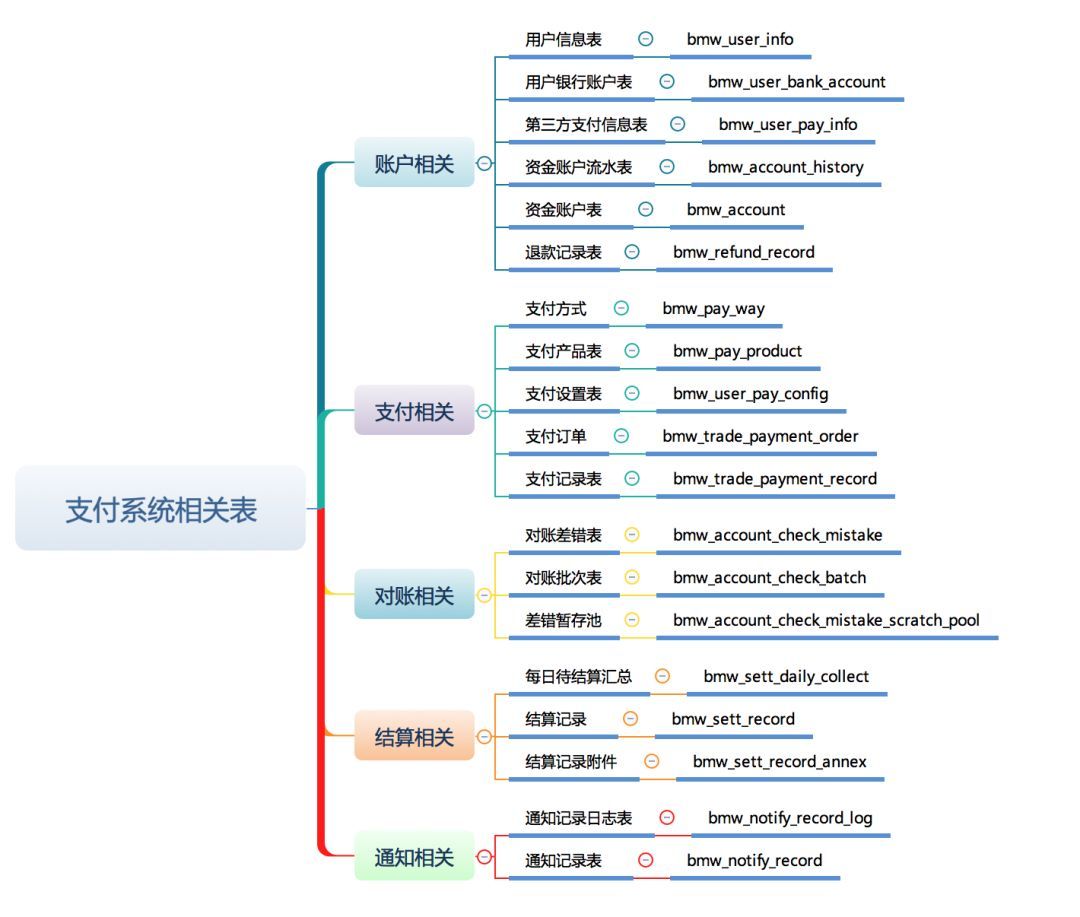 支付系统相关表
账户相关
用户信息表 bmw_user_info
用户银行账户表 bmw_user_bank_account
第三方支付信息表 bmw_user_pay_info
资金账户流水表 bmw_account_history
资金账户表 bmw_account
退款记录表 bmw_refund_record
支付相关
支付方式 bmw_pay_way
支付产品表 bmw_pay_product
支付设置表 bmw_user_pay_config
支付订单 bmw_trade_payment_order
支付记录表 bmw_trade_payment_record
对账相关
对账差错表 bmw_account_check_mistake
对账批次表 bmw_account_check_batch
差错暂存池 bmw_account_check_mistake_scratch_pool
结算相关
每日待结算汇总 bmw_sett_daily_collect
结算记录 bmw_sett_record
结算记录附件 bmw_sett_record_annex
通知相关
通知记录日志表 bmw_notify_record_log
通知记录表 bmw_notify_record